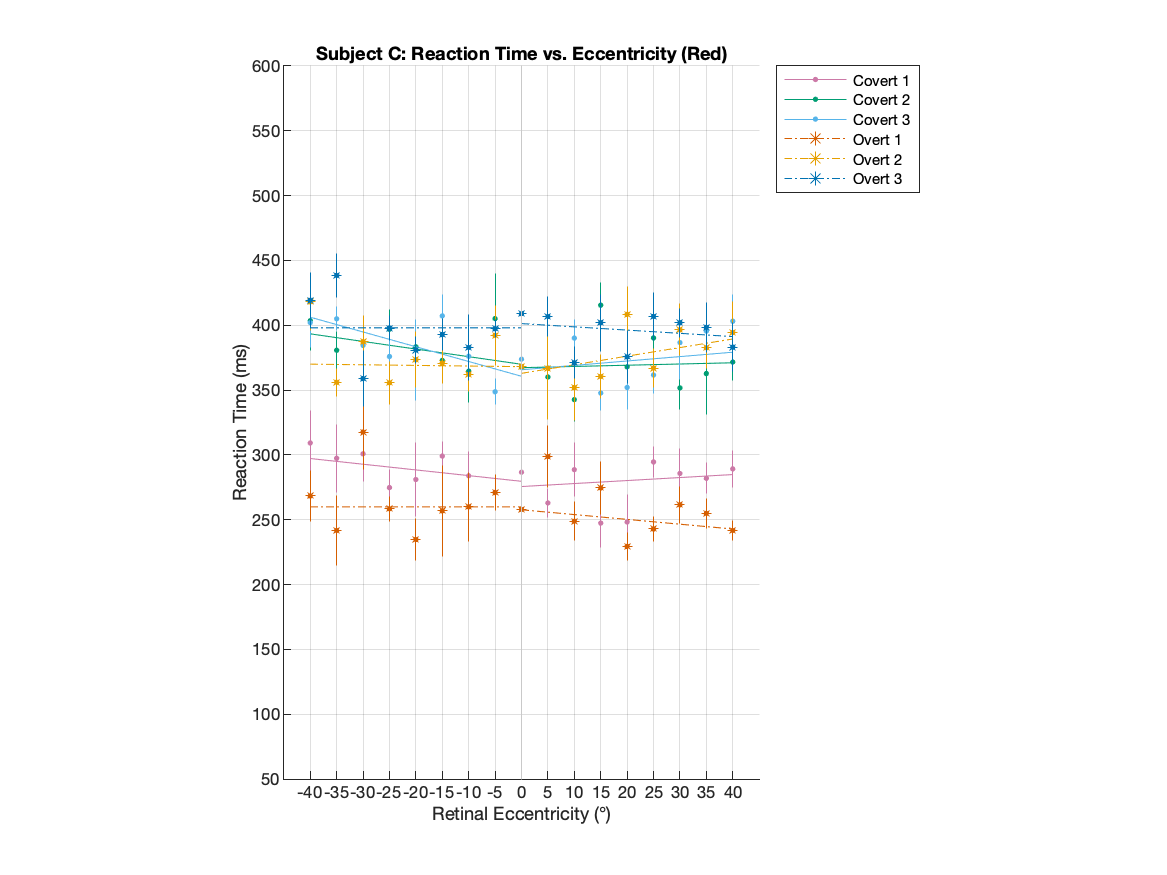 Subject C: Reaction Time vs. Eccentricity (Red)
600
550
500
450
400
350
300
250
200
150
100
50
Reaction Time (ms)
-40 -35 -30 -25 -20 -15 -10 -5 0 5 10 15 20 25 30 35 40
Retinal Eccentricity (°)
Covert 1
Covert 2
Covert 3
Overt 1
Overt 2
Overt 3